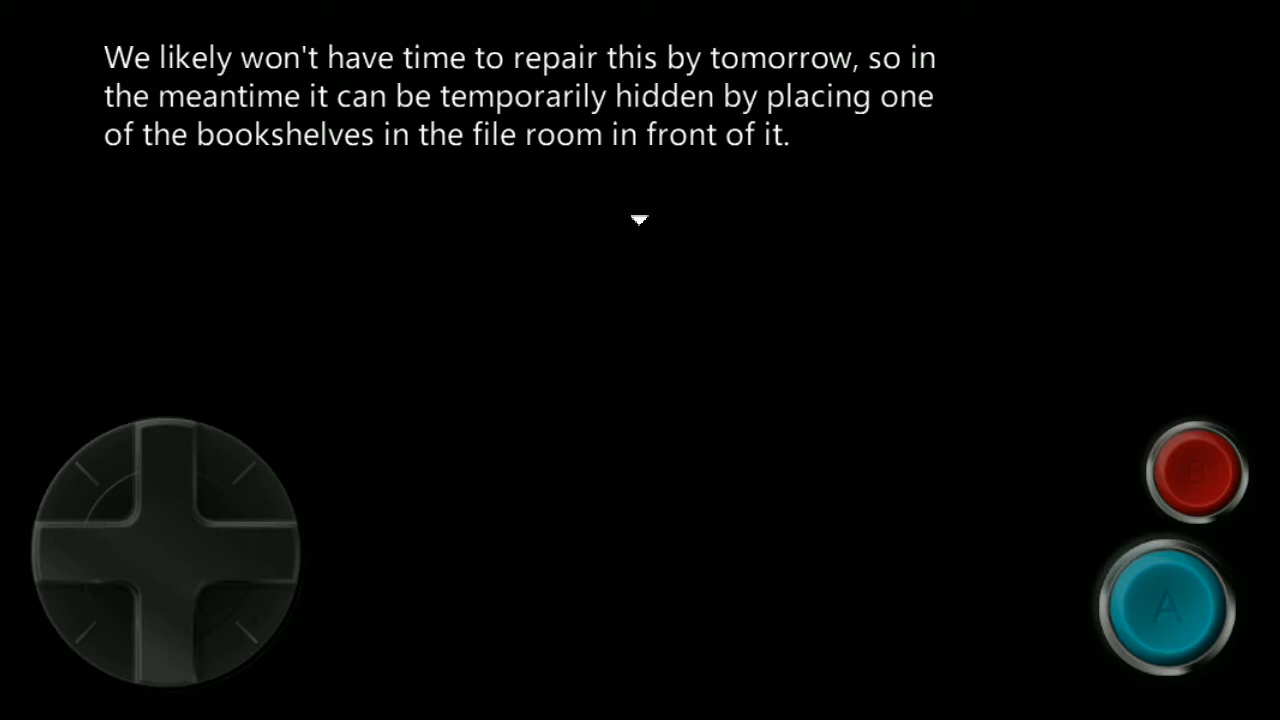 We likely won't have time to repair this by tomorrow, so in
the meantime it can be temporarily hidden by placing one
of the bookshelves in the file room in front of it.
B
A